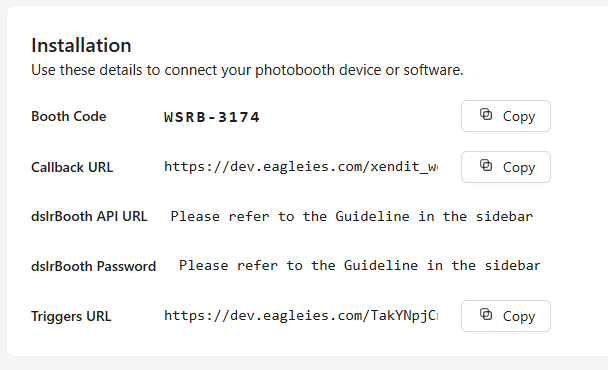 Installation
Use these details to connect your photobooth device or software.
Booth Code WSRB-3174 Copy
Callback URL https://dev.eagleies.com/xendit_w Copy
dslrBooth API URL Please refer to the Guideline in the sidebar
dslrBooth Password Please refer to the Guideline in the sidebar
Triggers URL https://dev.eagleies.com/TakYNpjC Copy